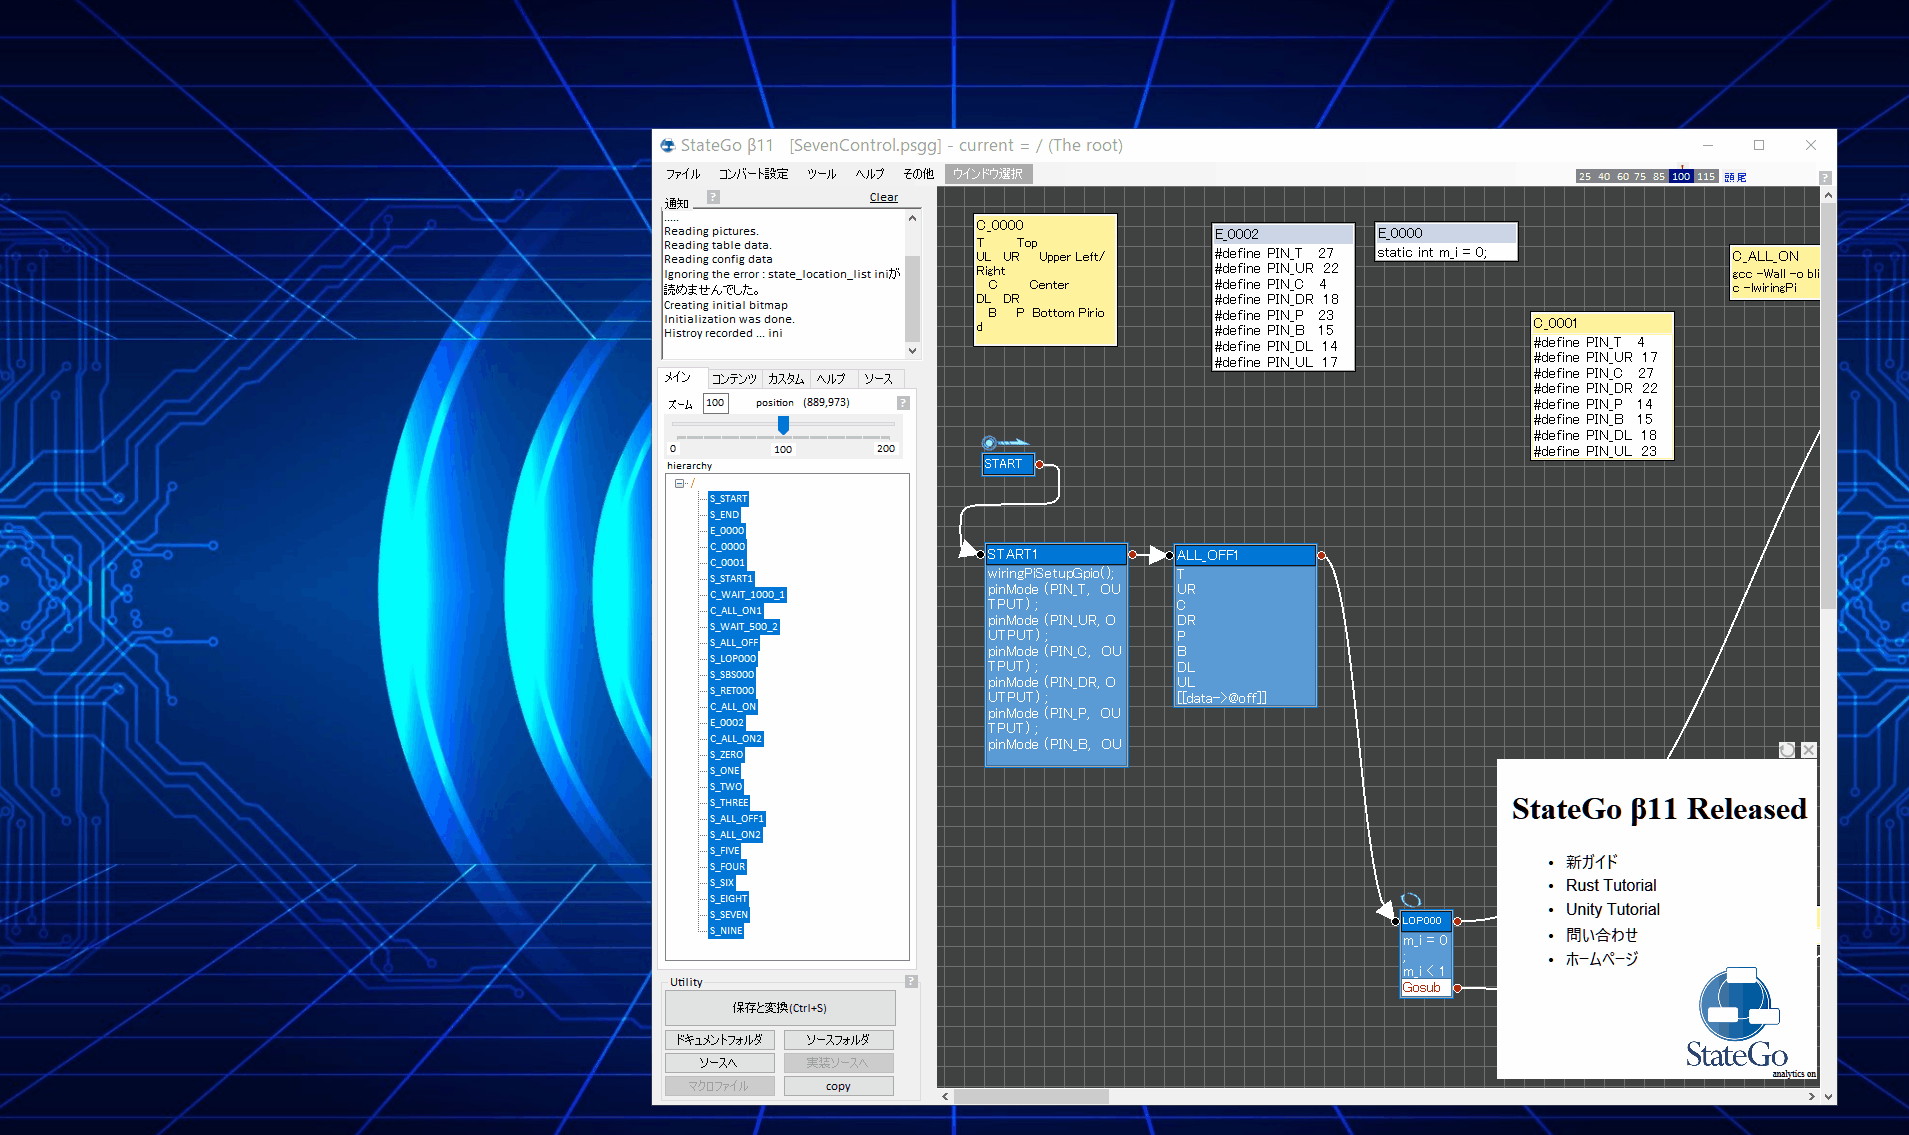 StateGo β11 [SevenControl.psgg] - current = / (The root)
ファイル コンバート設定 ツール ヘルプ その他 ウインドウ選択
25 40 60 75 85 100 115 頭尾 ?
通知 ? Clear
.....
Reading pictures.
Reading table data.
Reading config data
Ignoring the error : state_location_list iniが
読めませんでした。
Creating initial bitmap
Initialization was done.
Histroy recorded ... ini
メイン コンテンツ カスタム ヘルプ ソース
ズーム 100 position (889,973) ?
0 100 200
hierarchy
/
S_START
S_END
E_0000
C_0000
C_0001
S_START1
C_WAIT_1000_1
C_ALL_ON1
S_WAIT_500_2
S_ALL_OFF
S_LOP000
S_SBS000
S_RET000
C_ALL_ON
E_0002
C_ALL_ON2
S_ZERO
S_ONE
S_TWO
S_THREE
S_ALL_OFF1
S_ALL_ON2
S_FIVE
S_FOUR
S_SIX
S_EIGHT
S_SEVEN
S_NINE
Utility ?
保存と変換(Ctrl+S)
ドキュメントフォルダ ソースフォルダ
ソースへ 実装ソースへ
マクロファイル copy
C_0000
T Top
UL UR Upper Left/
Right
C Center
DL DR
B P Bottom Pirio
d
E_0002
#define PIN_T 27
#define PIN_UR 22
#define PIN_C 4
#define PIN_DR 18
#define PIN_P 23
#define PIN_B 15
#define PIN_DL 14
#define PIN_UL 17
E_0000
static int m_i = 0;
C_ALL_ON
gcc -Wall -o bli
c -lwiringPi
C_0001
#define PIN_T 4
#define PIN_UR 17
#define PIN_C 27
#define PIN_DR 22
#define PIN_P 14
#define PIN_B 15
#define PIN_DL 18
#define PIN_UL 23
START
START1
wiringPiSetupGpio();
pinMode (PIN_T, OU
TPUT) ;
pinMode (PIN_UR, O
UTPUT) ;
pinMode (PIN_C, OU
TPUT) ;
pinMode (PIN_DR, O
UTPUT) ;
pinMode (PIN_P, OU
TPUT) ;
pinMode (PIN_B, OU
ALL_OFF1
T
UR
C
DR
P
B
DL
UL
[[data->@off]]
LOP000
m_i = 0
;
m_i < 1
Gosub
StateGo β11 Released
• 新ガイド
• Rust Tutorial
• Unity Tutorial
• 問い合わせ
• ホームページ
StateGo
analytics on